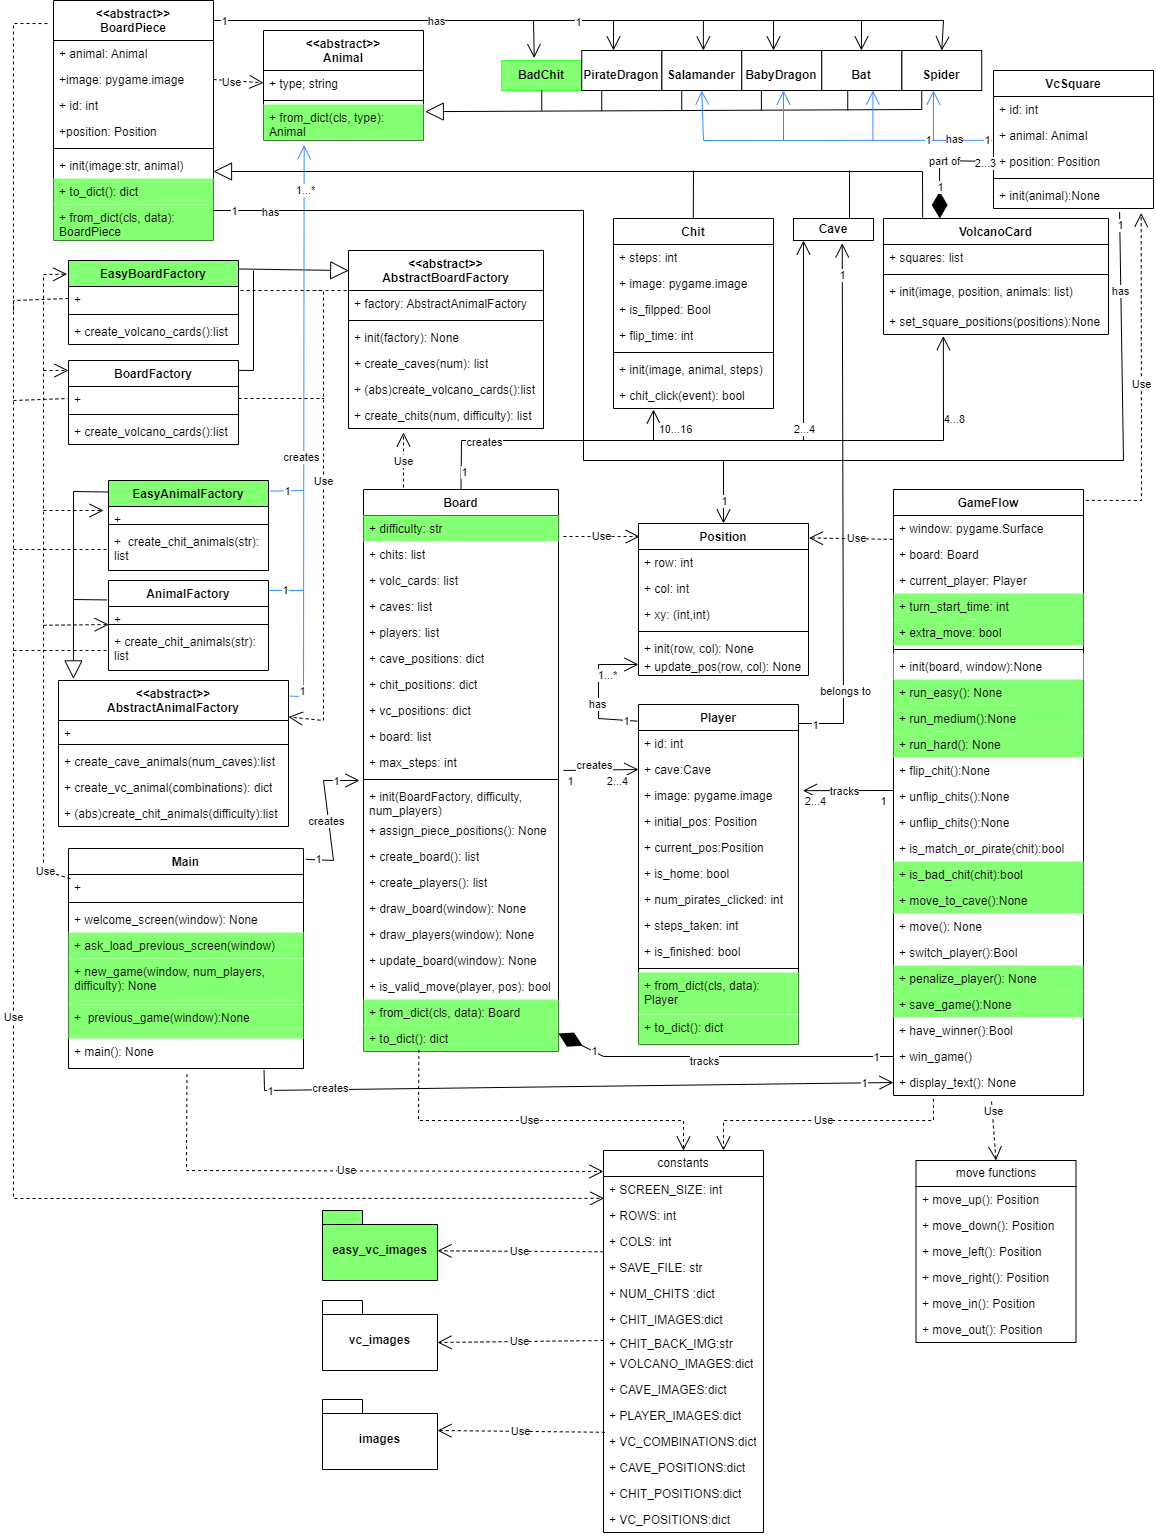 <<abstract>>
BoardPiece
+ animal: Animal
+image: pygame.image
+ id: int
+position: Position
+ init(image:str, animal)
+ to_dict(): dict
+ from_dict(cls, data):
BoardPiece
1
has
1
Use
<<abstract>>
Animal
+ type; string
+ from_dict(cls, type):
Animal
1...*
BadChit
PirateDragon
Salamander
BabyDragon
Bat
Spider
1
has
1
VcSquare
+ id: int
+ animal: Animal
+ position: Position
+ init(animal):None
part of
2...3
1
1
has
1
has
Chit
+ steps: int
+ image: pygame.image
+ is_filpped: Bool
+ flip_time: int
+ init(image, animal, steps)
+ chit_click(event): bool
Cave
1
VolcanoCard
+ squares: list
+ init(image, position, animals: list)
+ set_square_positions(positions):None
Use
EasyBoardFactory
+
+ create_volcano_cards():list
BoardFactory
+
+ create_volcano_cards():list
<<abstract>>
AbstractBoardFactory
+ factory: AbstractAnimalFactory
+ init(factory): None
+ create_caves(num): list
+ (abs)create_volcano_cards():list
+ create_chits(num, difficulty): list
10...16
2...4
4...8
creates
1
Use
creates
Use
1
EasyAnimalFactory
+
+  create_chit_animals(str):
list
1
AnimalFactory
+
+ create_chit_animals(str):
list
1
<<abstract>>
AbstractAnimalFactory
+
+ create_cave_animals(num_caves):list
+ create_vc_animal(combinations): dict
+ (abs)create_chit_animals(difficulty):list
1
Board
+ difficulty: str
+ chits: list
+ volc_cards: list
+ caves: list
+ players: list
+ cave_positions: dict
+ chit_positions: dict
+ vc_positions: dict
+ board: list
+ max_steps: int
+ init(BoardFactory, difficulty,
num_players)
+ assign_piece_positions(): None
+ create_board(): list
+ create_players(): list
+ draw_board(window): None
+ draw_players(window): None
+ update_board(window): None
+ is_valid_move(player, pos): bool
+ from_dict(cls, data): Board
+ to_dict(): dict
Use
Position
+ row: int
+ col: int
+ xy: (int,int)
+ init(row, col): None
+ update_pos(row, col): None
Use
1...*
has
1
Player
+ id: int
+ cave:Cave
+ image: pygame.image
+ initial_pos: Position
+ current_pos:Position
+ is_home: bool
+ num_pirates_clicked: int
+ steps_taken: int
+ is_finished: bool
+ from_dict(cls, data):
Player
+ to_dict(): dict
belongs to
1
creates
1
2...4
tracks
2...4
1
GameFlow
+ window: pygame.Surface
+ board: Board
+ current_player: Player
+ turn_start_time: int
+ extra_move: bool
+ init(board, window):None
+ run_easy(): None
+ run_medium():None
+ run_hard(): None
+ flip_chit():None
+ unflip_chits():None
+ unflip_chits():None
+ is_match_or_pirate(chit):bool
+ is_bad_chit(chit):bool
+ move_to_cave():None
+ move(): None
+ switch_player():Bool
+ penalize_player(): None
+ save_game():None
+ have_winner():Bool
+ win_game()
+ display_text(): None
1
creates
1
Use
Main
+
+ welcome_screen(window): None
+ ask_load_previous_screen(window)
+ new_game(window, num_players,
difficulty): None
+  previous_game(window):None
+ main(): None
Use
1
tracks
1
1
creates
1
Use
Use
Use
Use
constants
+ SCREEN_SIZE: int
+ ROWS: int
+ COLS: int
+ SAVE_FILE: str
+ NUM_CHITS :dict
+ CHIT_IMAGES:dict
+ CHIT_BACK_IMG:str
+ VOLCANO_IMAGES:dict
+ CAVE_IMAGES:dict
+ PLAYER_IMAGES:dict
+ VC_COMBINATIONS:dict
+ CAVE_POSITIONS:dict
+ CHIT_POSITIONS:dict
+ VC_POSITIONS:dict
move functions
+ move_up(): Position
+ move_down(): Position
+ move_left(): Position
+ move_right(): Position
+ move_in(): Position
+ move_out(): Position
easy_vc_images
Use
vc_images
Use
images
Use